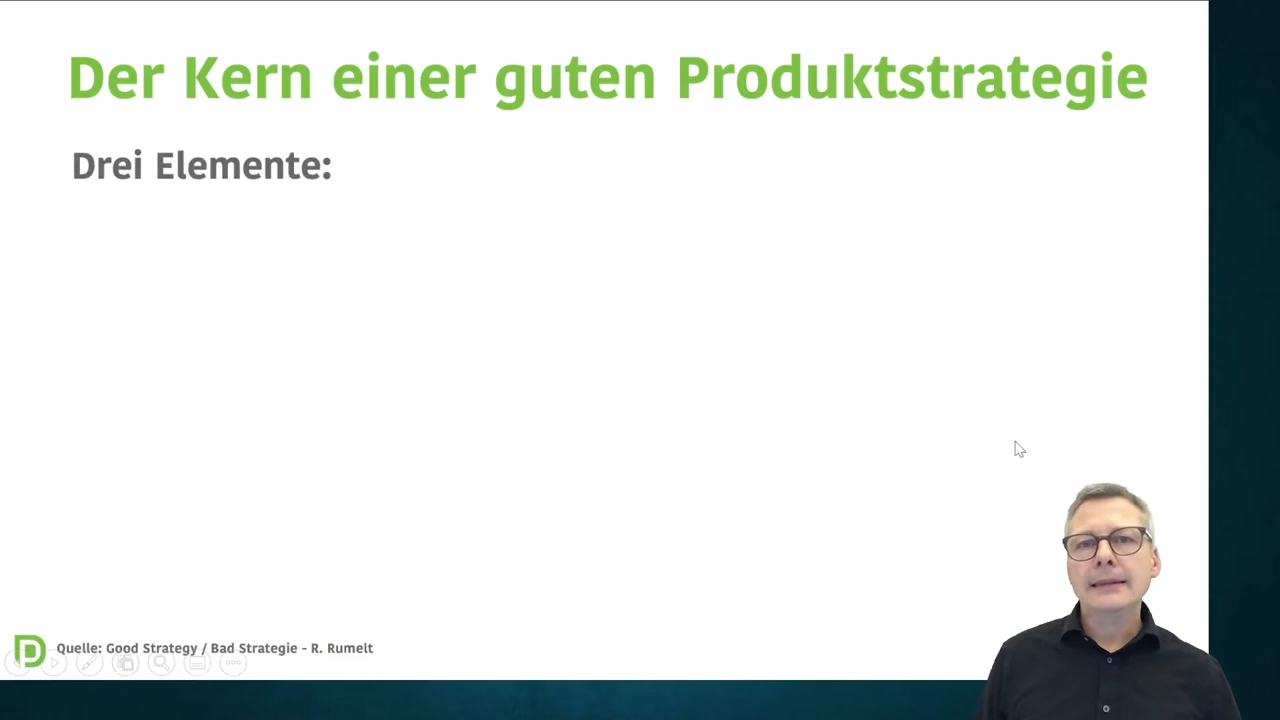 Der Kern einer guten Produktstrategie
Drei Elemente:
Quelle: Good Strategy / Bad Strategie - R. Rumelt